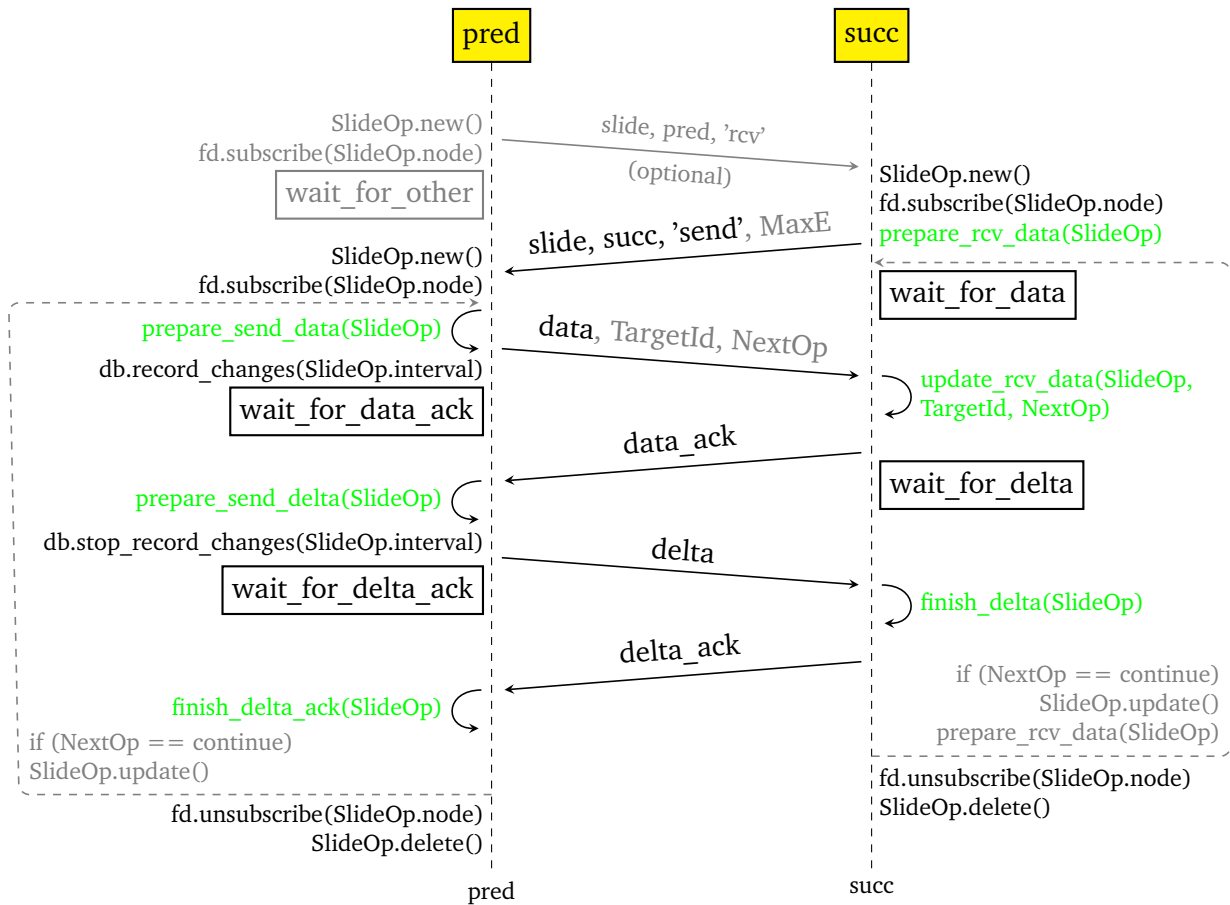 pred
succ
SlideOp.new()
fd.subscribe(SlideOp.node)
wait_for_other
slide, pred, ’rcv’
(optional)
SlideOp.new()
fd.subscribe(SlideOp.node)
prepare_rcv_data(SlideOp)
slide, succ, ’send’, MaxE
SlideOp.new()
fd.subscribe(SlideOp.node)
wait_for_data
prepare_send_data(SlideOp)
data, TargetId, NextOp
db.record_changes(SlideOp.interval)
wait_for_data_ack
update_rcv_data(SlideOp,
TargetId, NextOp)
data_ack
wait_for_delta
prepare_send_delta(SlideOp)
db.stop_record_changes(SlideOp.interval)
delta
wait_for_delta_ack
finish_delta(SlideOp)
delta_ack
if (NextOp == continue)
SlideOp.update()
prepare_rcv_data(SlideOp)
finish_delta_ack(SlideOp)
if (NextOp == continue)
SlideOp.update()
fd.unsubscribe(SlideOp.node)
SlideOp.delete()
fd.unsubscribe(SlideOp.node)
SlideOp.delete()
pred
succ